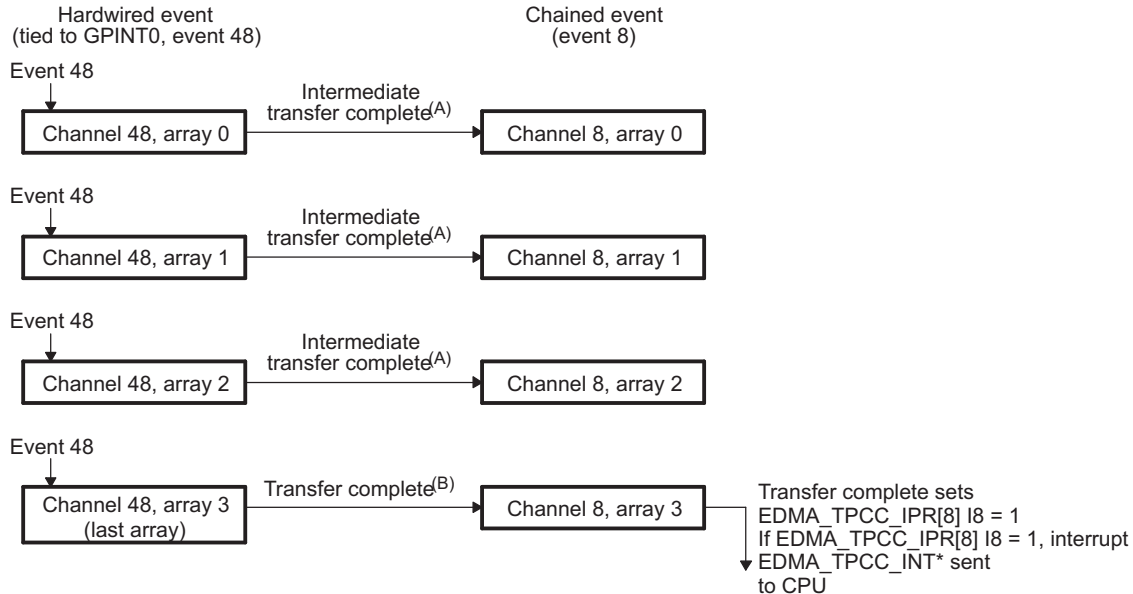 Hardwired event
(tied to GPINT0, event 48)
Chained event
(event 8)
Event 48
Channel 48, array 0
Intermediate
transfer complete(A)
Channel 8, array 0
Event 48
Channel 48, array 1
Intermediate
transfer complete(A)
Channel 8, array 1
Event 48
Channel 48, array 2
Intermediate
transfer complete(A)
Channel 8, array 2
Event 48
Channel 48, array 3
(last array)
Transfer complete(B)
Channel 8, array 3
Transfer complete sets
EDMA_TPCC_IPR[8] I8 = 1
If EDMA_TPCC_IPR[8] I8 = 1, interrupt
EDMA_TPCC_INT* sent
to CPU